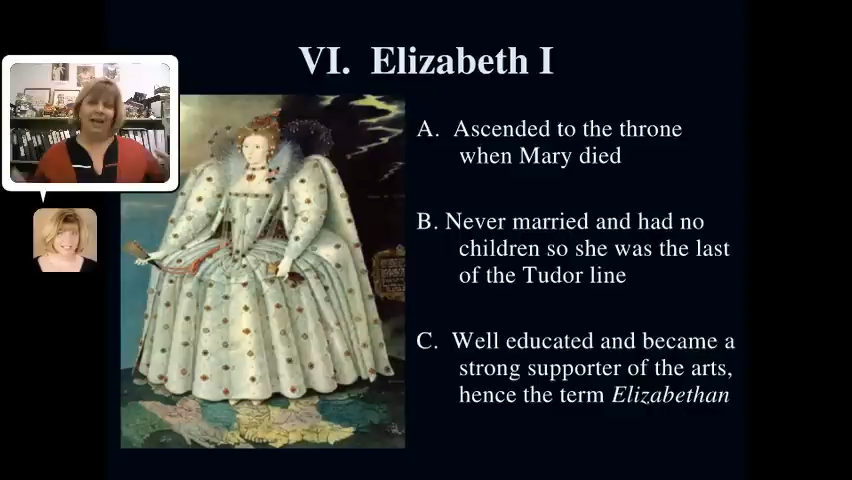 VI. Elizabeth I
A. Ascended to the throne
when Mary died
B. Never married and had no
children so she was the last
of the Tudor line
C. Well educated and became a
strong supporter of the arts,
hence the term Elizabethan